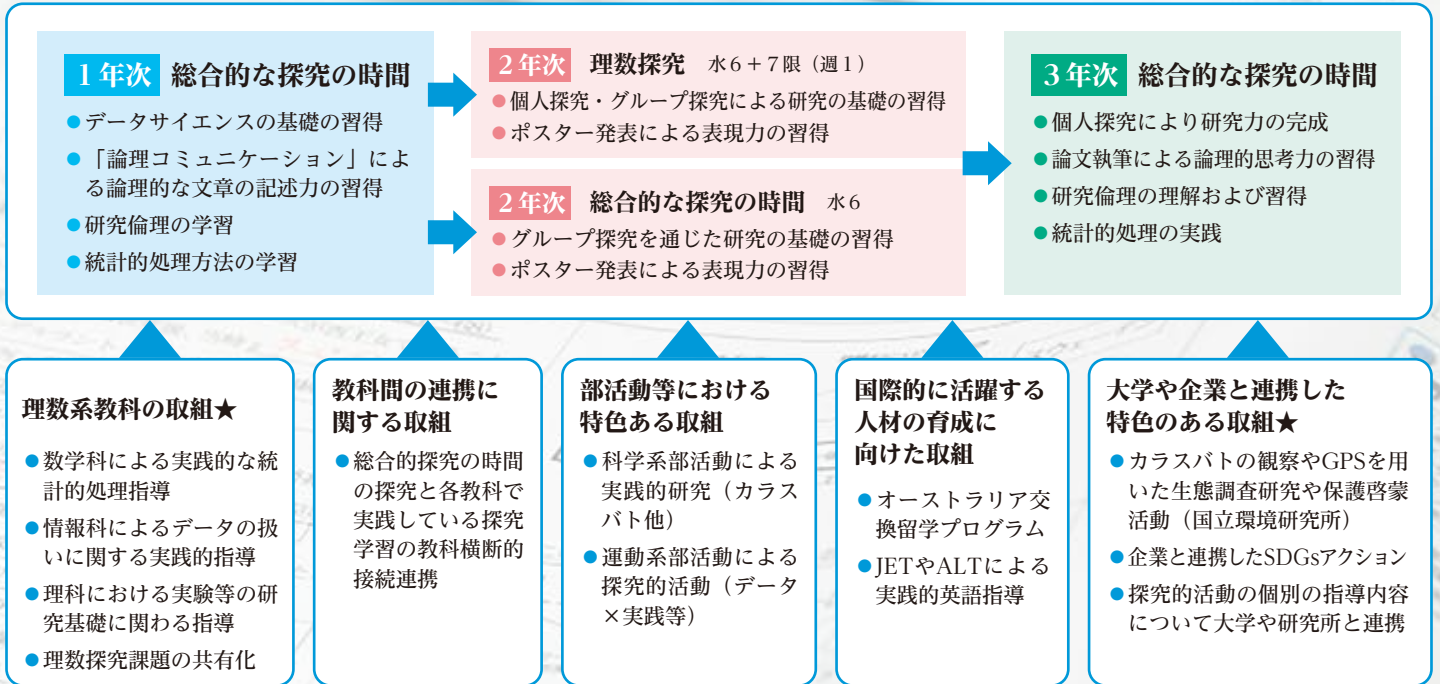 1年次 総合的な探究の時間
●データサイエンスの基礎の習得
●「論理コミュニケーション」によ
る論理的な文章の記述力の習得
●研究倫理の学習
●統計的処理方法の学習
2年次 理数探究 水6+7限(週1)
●個人探究・グループ探究による研究の基礎の習得
●ポスター発表による表現力の習得
2年次 総合的な探究の時間 水6
●グループ探究を通じた研究の基礎の習得
●ポスター発表による表現力の習得
3年次 総合的な探究の時間
●個人探究により研究力の完成
●論文執筆による論理的思考力の習得
●研究倫理の理解および習得
●統計的処理の実践
理数系教科の取組★
●数学科による実践的な統
計的処理指導
●情報科によるデータの扱
いに関する実践的指導
●理科における実験等の研
究基礎に関わる指導
●理数探究課題の共有化
教科間の連携に
関する取組
●総合的探究の時間
の探究と各教科で
実践している探究
学習の教科横断的
接続連携
部活動等における
特色ある取組
●科学系部活動による
実践的研究(カラス
バト他)
●運動系部活動による
探究的活動(データ
×実践等)
国際的に活躍する
人材の育成に
向けた取組
●オーストラリア交
換留学プログラム
●JETやALTによる
実践的英語指導
大学や企業と連携した
特色のある取組★
●カラスバトの観察やGPSを用
いた生態調査研究や保護啓蒙
活動(国立環境研究所)
●企業と連携したSDGsアクション
●探究的活動の個別の指導内容
について大学や研究所と連携